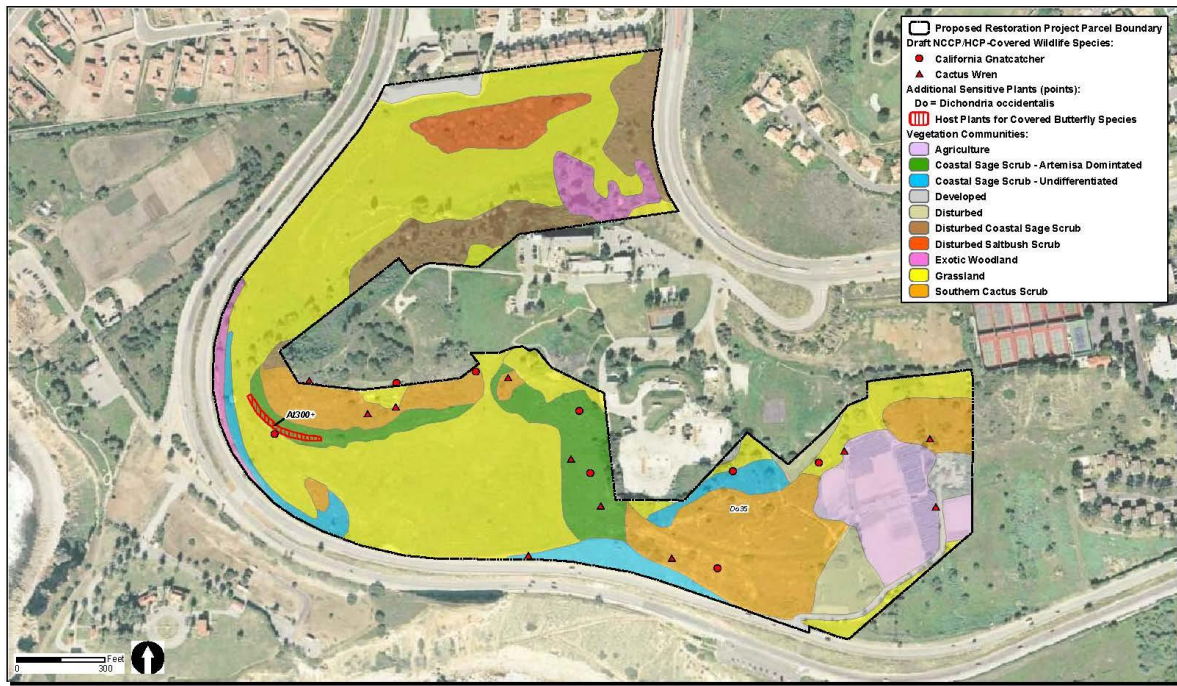 Proposed Restoration Project Parcel Boundary
Draft NCCP/HCP-Covered Wildlife Species:
California Gnatcatcher
Cactus Wren
Additional Sensitive Plants (points):
Do = Dichondria occidentalis
Host Plants for Covered Butterfly Species
Vegetation Communities:
Agriculture
Coastal Sage Scrub - Artemisa Domintated
Coastal Sage Scrub - Undifferentiated
Developed
Disturbed
Disturbed Coastal Sage Scrub
Disturbed Saltbush Scrub
Exotic Woodland
Grassland
Southern Cactus Scrub
Al300+
Do35
Feet
0 300